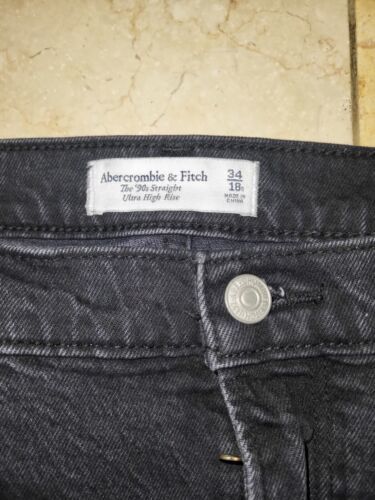 Abercrombie & Fitch
The '90s Straight
Ultra High Rise
34
18R
MADE IN
CHINA